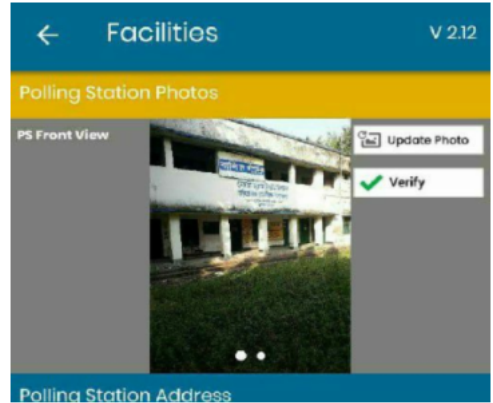 Facilities
V 2.12
Polling Station Photos
PS Front View
Update Photo
Verify
Polling Station Address